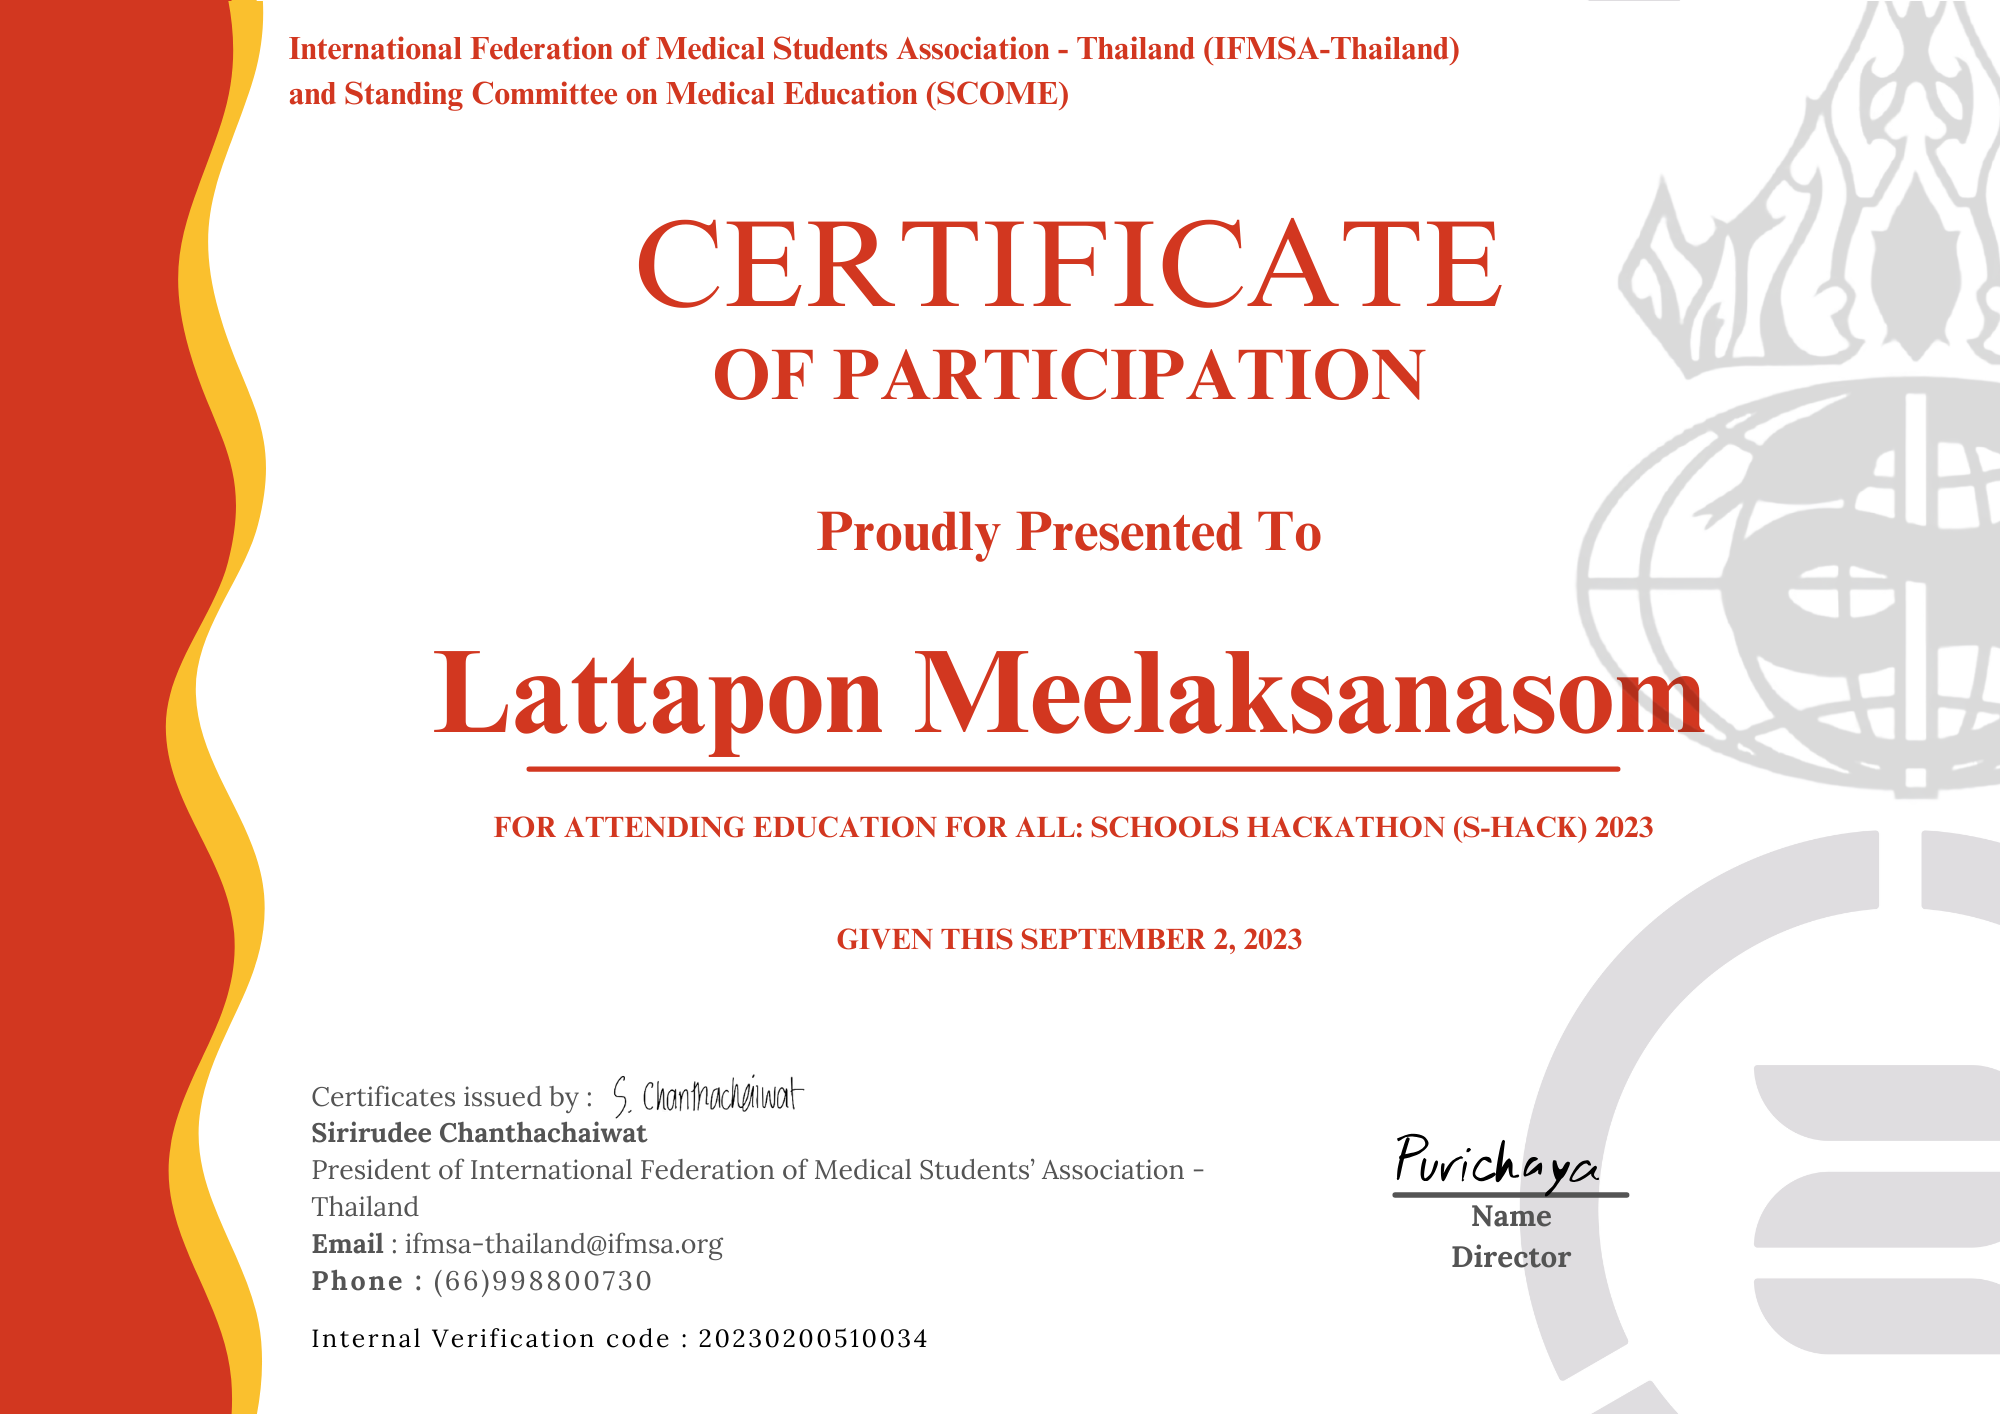 International Federation of Medical Students Association - Thailand (IFMSA-Thailand)
and Standing Committee on Medical Education (SCOME)
CERTIFICATE
OF PARTICIPATION
Proudly Presented To
Lattapon Meelaksanasom
FOR ATTENDING EDUCATION FOR ALL: SCHOOLS HACKATHON (S-HACK) 2023
GIVEN THIS SEPTEMBER 2, 2023
Certificates issued by : S. Chanthachaiwat
Sirirudee Chanthachaiwat
President of International Federation of Medical Students’ Association -
Thailand
Email : ifmsa-thailand@ifmsa.org
Phone : (66)998800730
Internal Verification code : 20230200510034
Purichaya
Name
Director